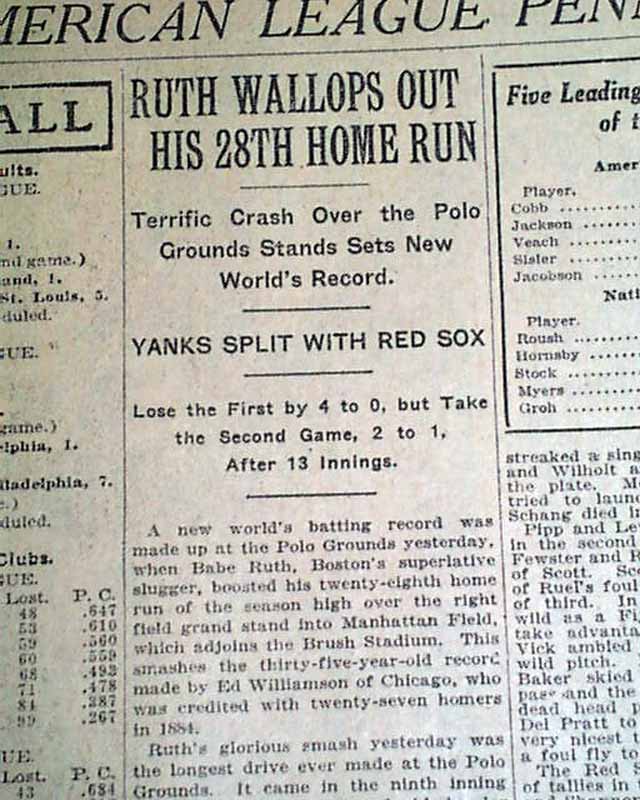 MERICAN LEAGUE PEN
ALL
ults.
GUE.
1.
nd game.)
and, 1.
St. Louis, 5.
duled.
GUE.
game.)
elphia, 1.
iladelphia, 7.
duled.
Clubs.
GUE.
Lost. P. C.
48 .647
53 .610
59 .560
60 .559
68 .493
71 .478
84 .387
99 .267
UE.
Lost. P. C.
43 .684
RUTH WALLOPS OUT
HIS 28TH HOME RUN
Terrific Crash Over the Polo
Grounds Stands Sets New
World's Record.
YANKS SPLIT WITH RED SOX
Lose the First by 4 to 0, but Take
the Second Game, 2 to 1,
After 13 Innings.
A new world's batting record was
made up at the Polo Grounds yesterday,
when Babe Ruth, Boston's superlative
slugger, boosted his twenty-eighth home
run of the season high over the right
field grand stand into Manhattan Field,
which adjoins the Brush Stadium. This
smashes the thirty-five-year-old record
made by Ed Williamson of Chicago, who
was credited with twenty-seven homers
in 1884.
Ruth's glorious smash yesterday was
the longest drive ever made at the Polo
Grounds. It came in the ninth inning
Five Leading
of t
Amer
Player.
Cobb
Jackson
Veach
Sisler
Jacobson
Nati
Player.
Roush
Hornsby
Stock
Myers
Groh
streaked a sing
and Wilhoit a
the plate. M
tried to laun
Schang died i
Pipp and Le
in the second
Fewster and B
of Scott. Sec
of Ruel's foul
of third. In
wild as a Fi
take advanta
Vick ambled
wild pitch.
Baker skied
pass and the
dead head p
Del Pratt to
very nicest t
a foul fly to
The Red S
of tallies in